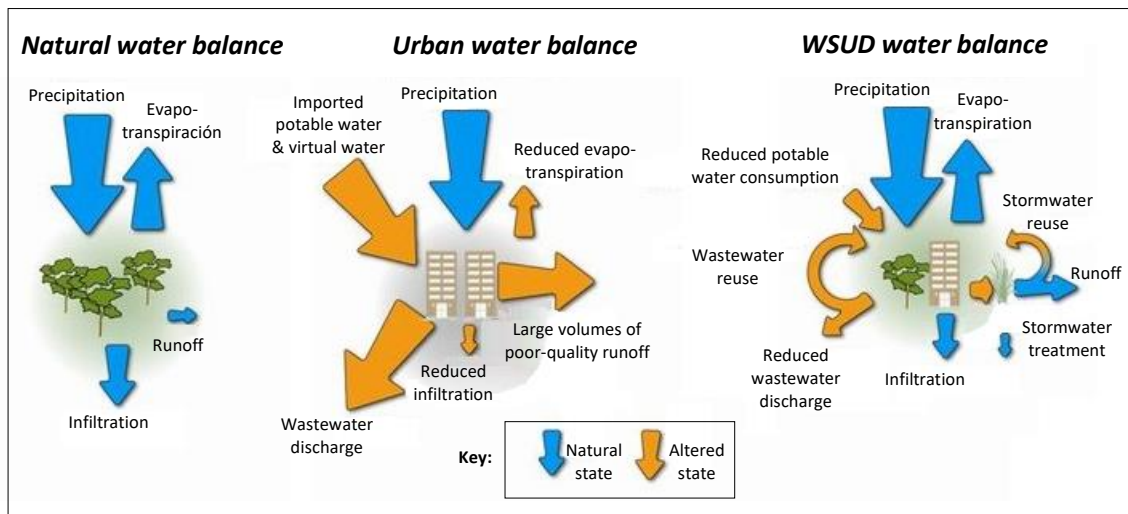 Natural water balance
Precipitation
Evapo-
transpiración
Runoff
Infiltration
Urban water balance
Imported
potable water
& virtual water
Precipitation
Reduced evapo-
transpiration
Large volumes of
poor-quality runoff
Reduced
infiltration
Wastewater
discharge
WSUD water balance
Precipitation
Evapo-
transpiration
Reduced potable
water consumption
Stormwater
reuse
Wastewater
reuse
Runoff
Stormwater
treatment
Reduced
wastewater
discharge
Infiltration
Key:
Natural
state
Altered
state